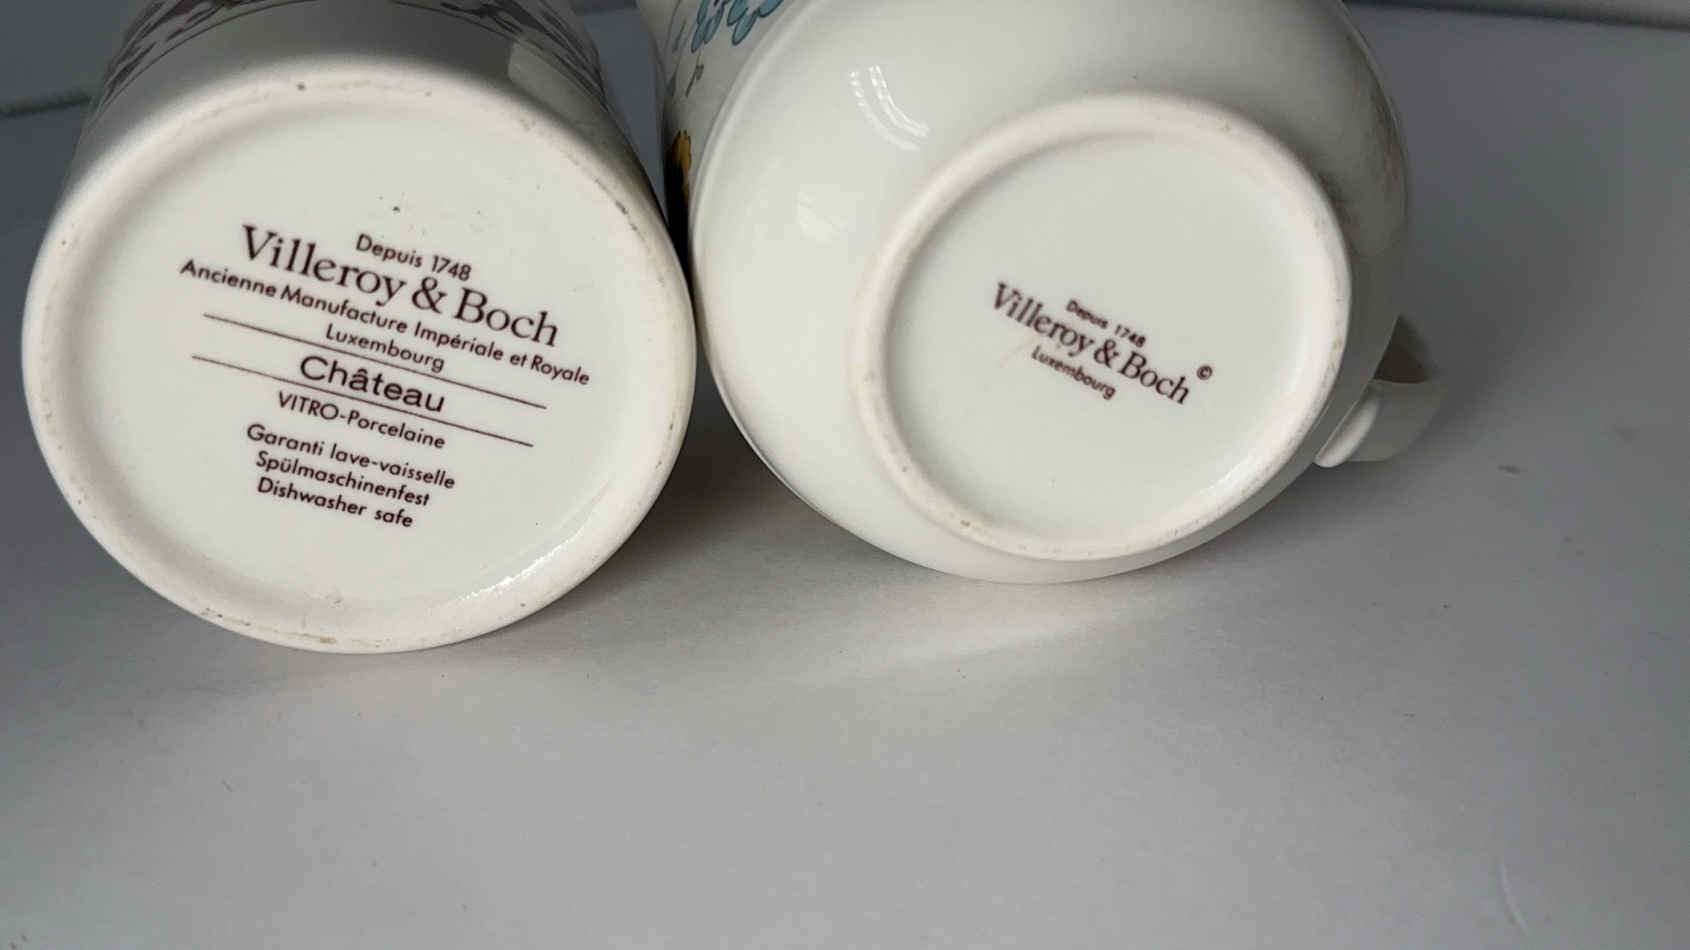 Depuis 1748
Villeroy & Boch
Ancienne Manufacture Impériale et Royale
Luxembourg
Château
VITRO-Porcelaine
Garanti lave-vaisselle
Spülmaschinenfest
Dishwasher safe
Depuis 1748
Villeroy & Boch ©
Luxembourg